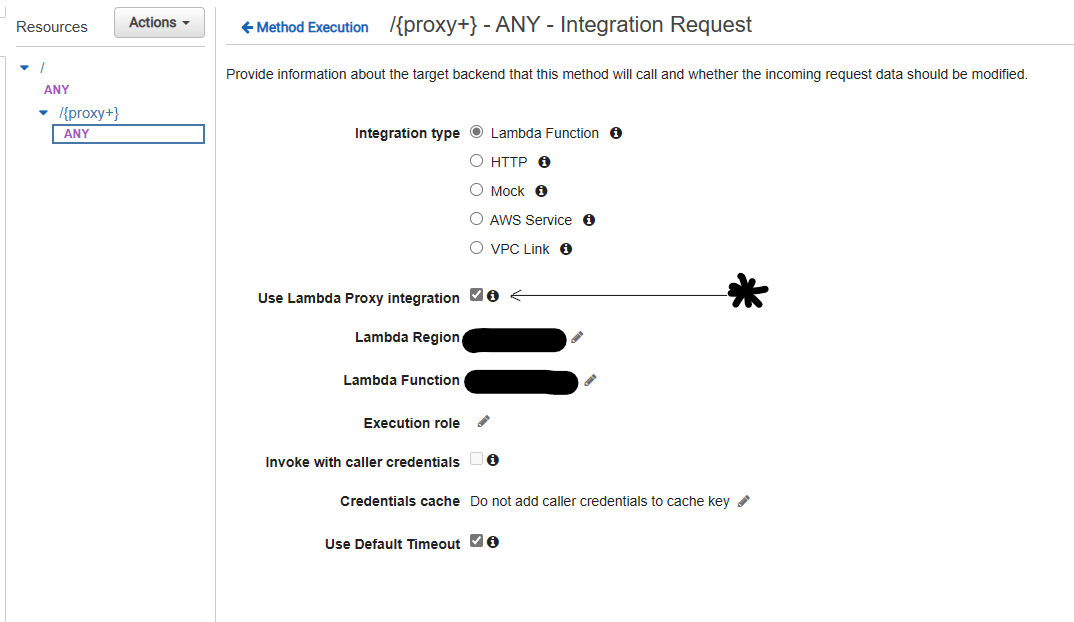 Resources
Actions
Method Execution
/{proxy+} - ANY - Integration Request
/
ANY
/{proxy+}
ANY
Provide information about the target backend that this method will call and whether the incoming request data should be modified.
Integration type
Lambda Function
HTTP
Mock
AWS Service
VPC Link
Use Lambda Proxy integration
Lambda Region
Lambda Function
Execution role
Invoke with caller credentials
Credentials cache Do not add caller credentials to cache key
Use Default Timeout